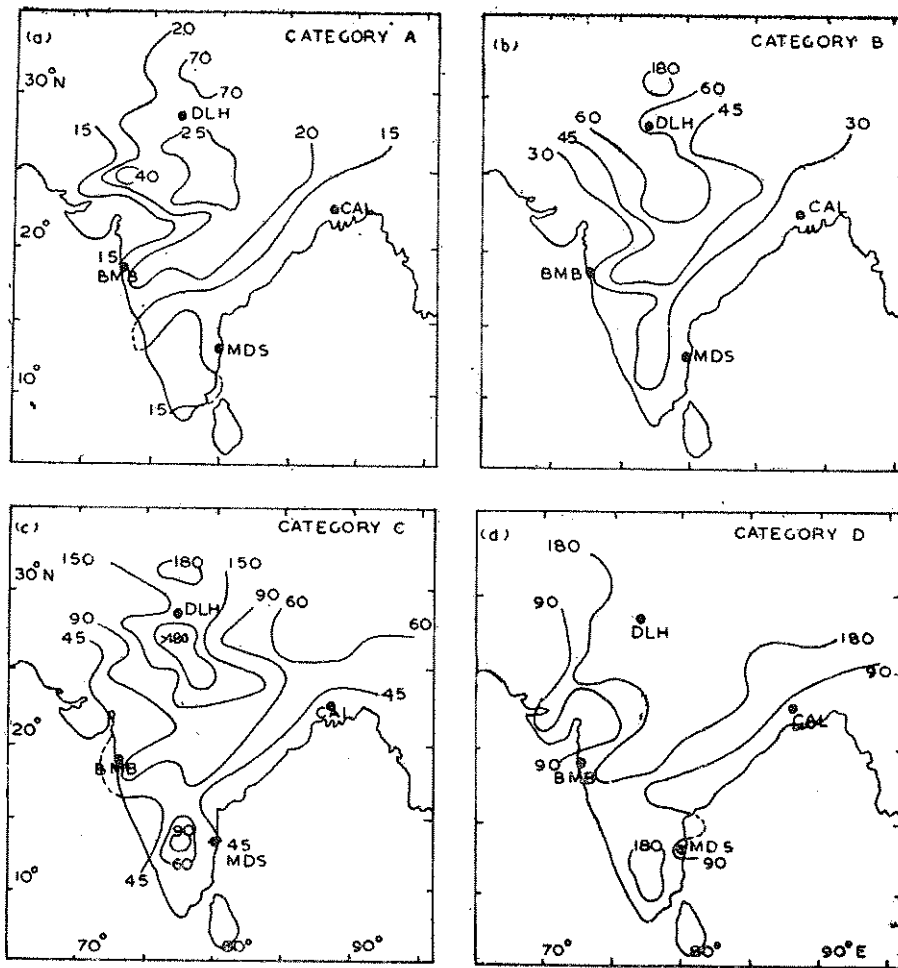 (a) 20 CATEGORY A
70
30°N 70
DLH
15 25 20 15
40
CAL
20°
15
BMB
MDS
10°
15
(b) CATEGORY B
180
60
60 45
DLH
45
30 30
CAL
BMB
MDS
(c) CATEGORY C
150 180 150
30°N
90
60
DLH
90
45 60
45
CAL
20°
BMB
90
45
60 MDS
10° 45
70° 80° 90°
(d) CATEGORY D
180
90
DLH
180
90
CAL
90 BMB
180 MDS
90
70° 80° 90°E